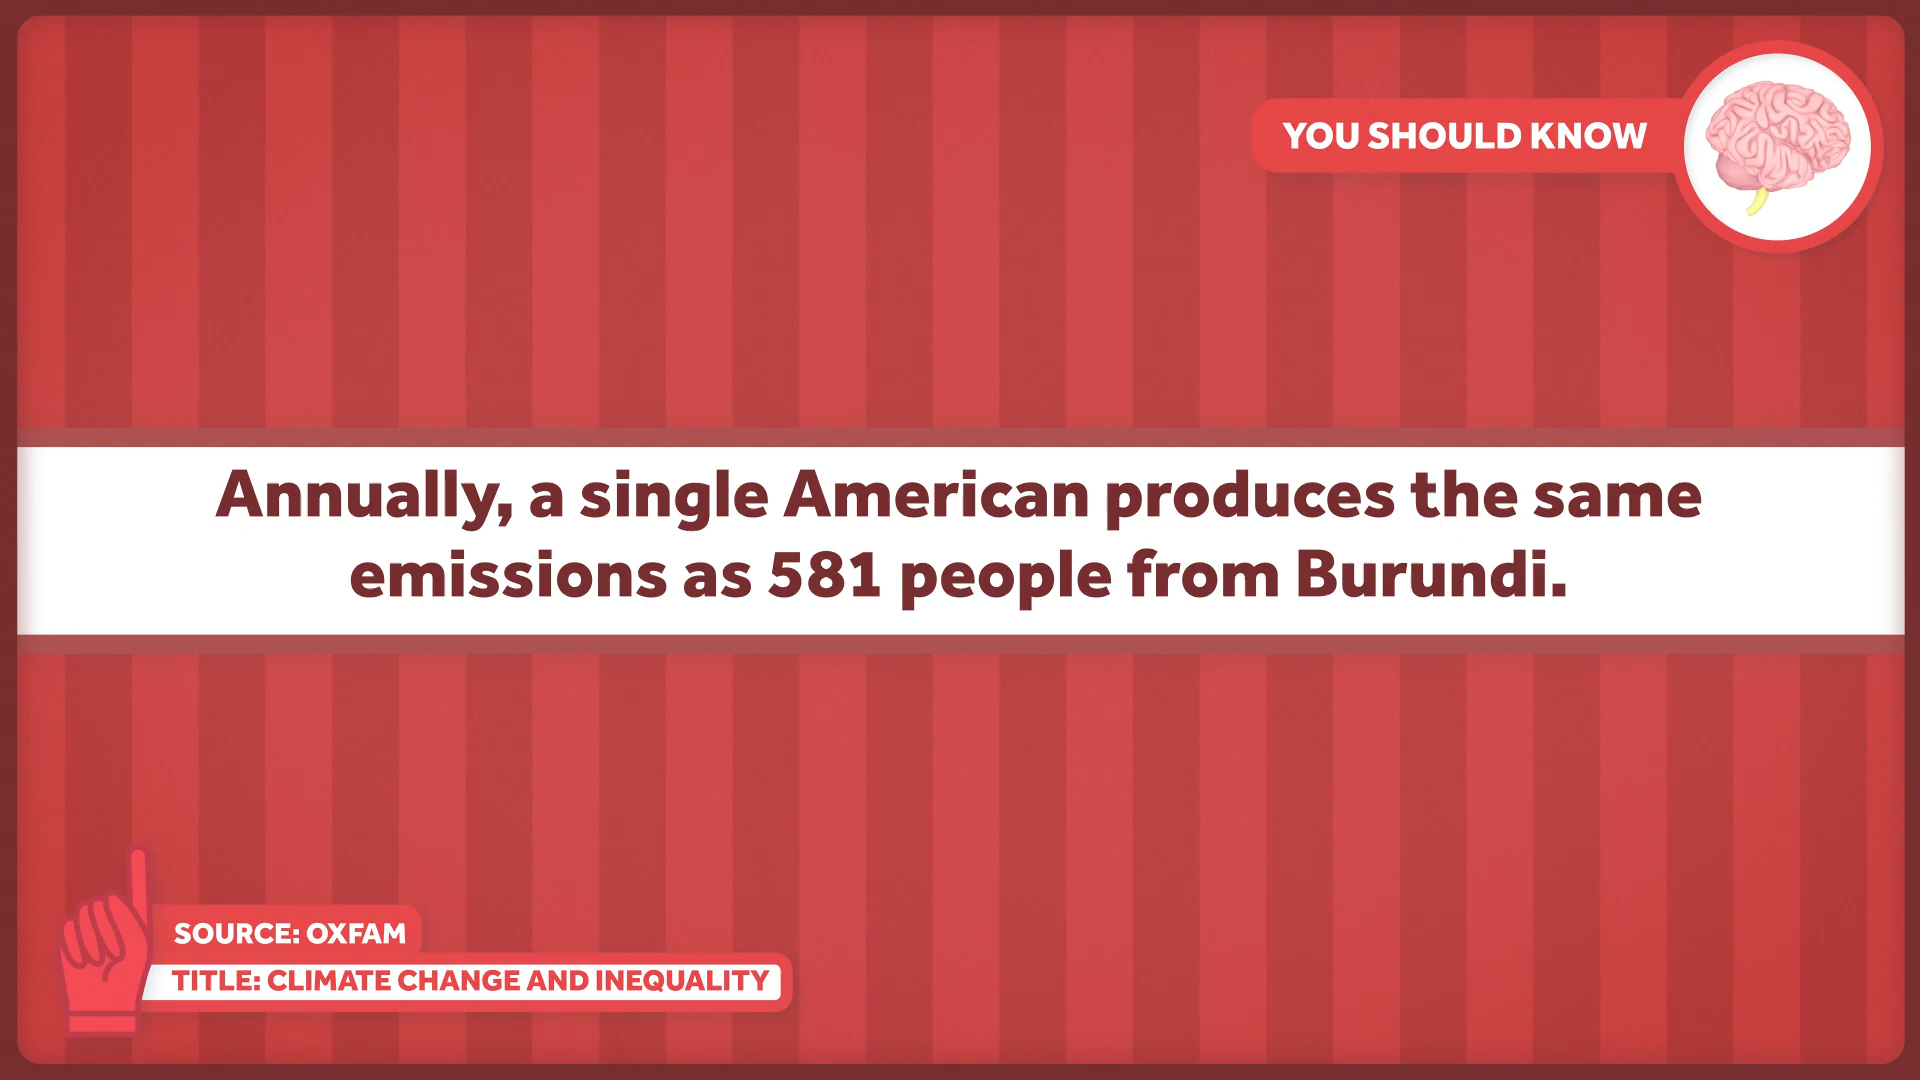 YOU SHOULD KNOW
Annually, a single American produces the same
emissions as 581 people from Burundi.
SOURCE: OXFAM
TITLE: CLIMATE CHANGE AND INEQUALITY